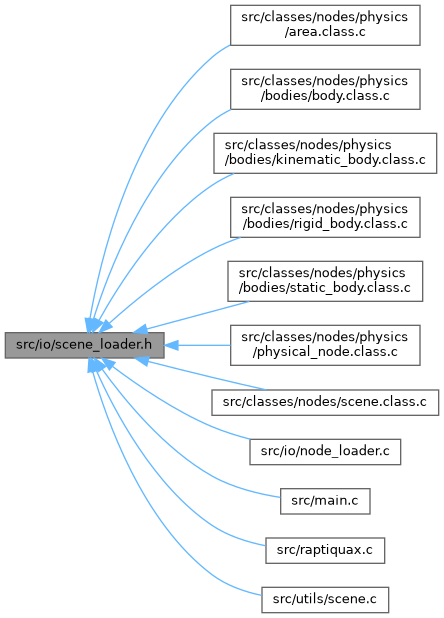 src/classes/nodes/physics
/area.class.c
src/classes/nodes/physics
/bodies/body.class.c
src/classes/nodes/physics
/bodies/kinematic_body.class.c
src/classes/nodes/physics
/bodies/rigid_body.class.c
src/classes/nodes/physics
/bodies/static_body.class.c
src/io/scene_loader.h
src/classes/nodes/physics
/physical_node.class.c
src/classes/nodes/scene.class.c
src/io/node_loader.c
src/main.c
src/raptiquax.c
src/utils/scene.c